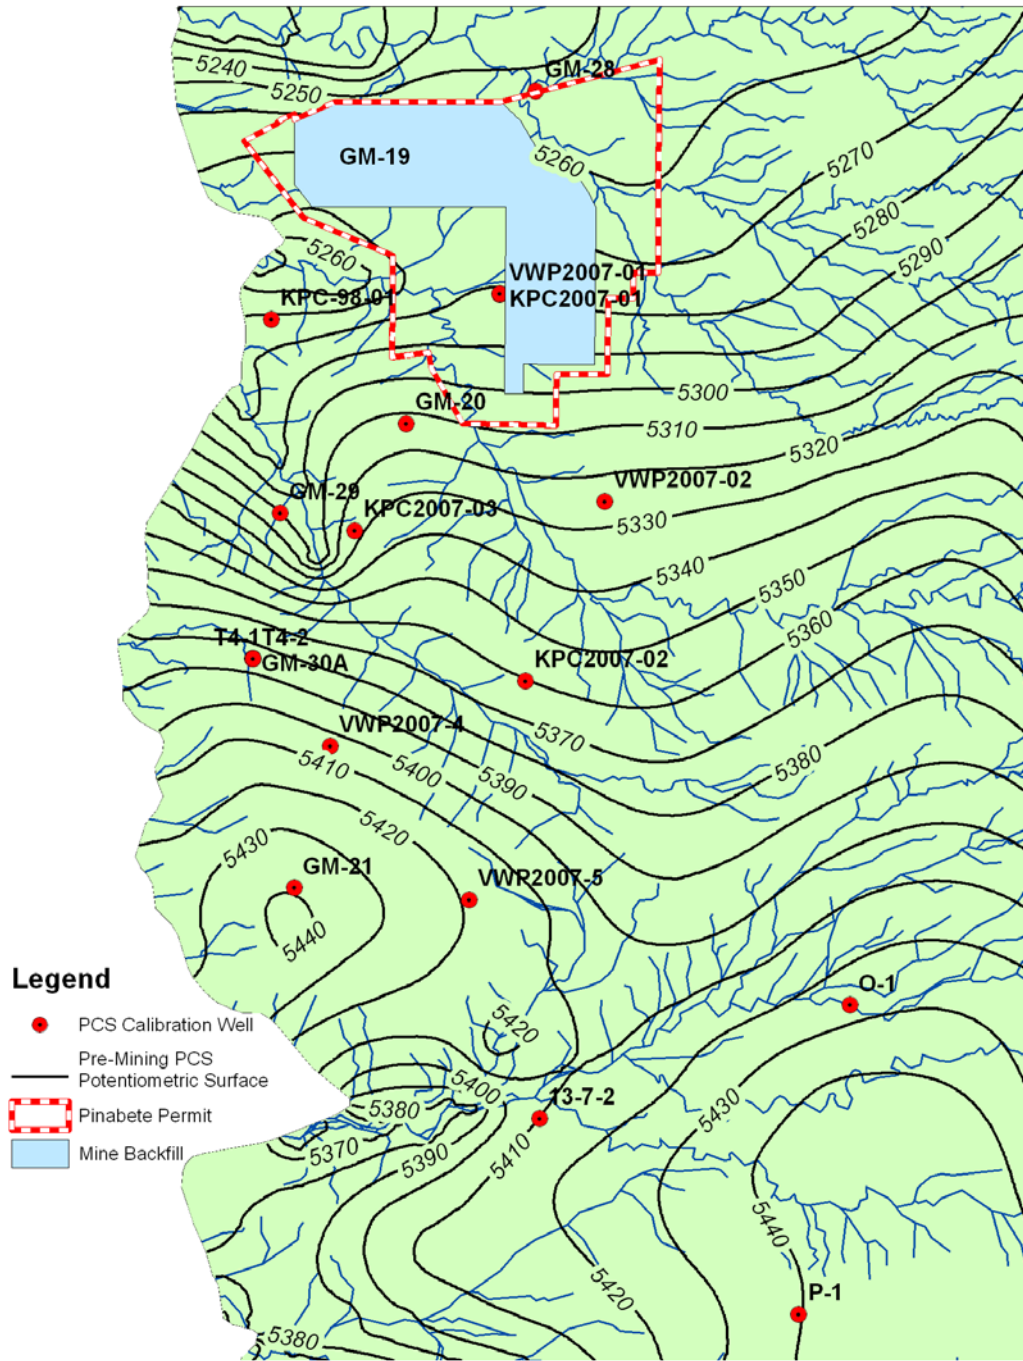 GM-28
5240
5250
GM-19
5260
5270
5280
5290
5260
VWP2007-01
KPC2007-01
KPC-98-01
5300
GM-20
5310
5320
VWP2007-02
GM-29
KPC2007-03
5330
5340
5350
5360
T4-1T4-2
GM-30A
KPC2007-02
VWP2007-4
5370
5410
5400
5390
5380
5420
5430
GM-21
VWP2007-5
5440
Legend
PCS Calibration Well
Pre-Mining PCS
Potentiometric Surface
Pinabete Permit
Mine Backfill
O-1
5420
5400
5380
13-7-2
5430
5370
5390
5410
5440
5420
P-1
5380